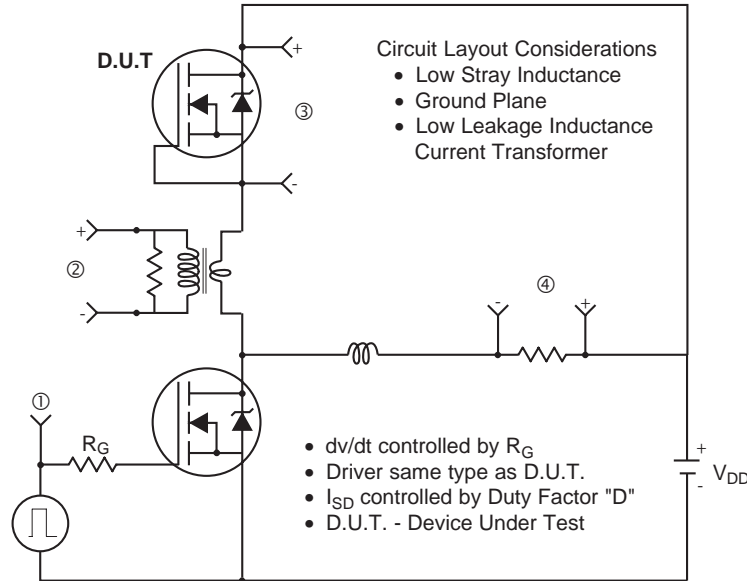 D.U.T
+
③
-
Circuit Layout Considerations
• Low Stray Inductance
• Ground Plane
• Low Leakage Inductance
Current Transformer
+
②
-
④
- +
①
R_G
• dv/dt controlled by R_G
• Driver same type as D.U.T.
• I_SD controlled by Duty Factor "D"
• D.U.T. - Device Under Test
+
V_DD
-